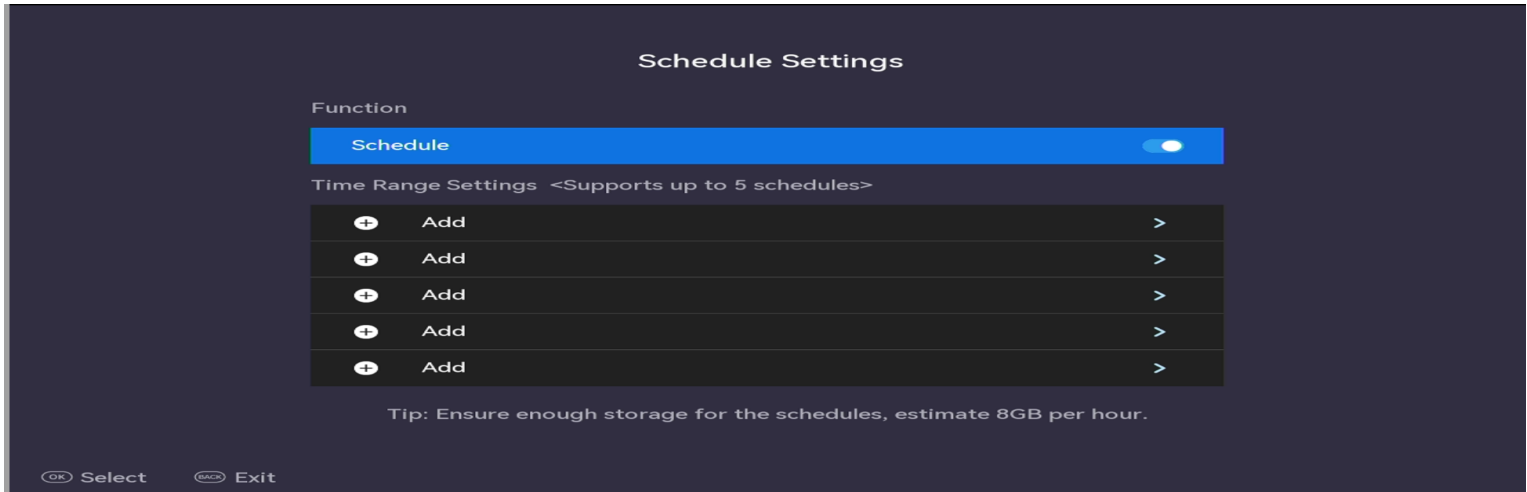 Schedule Settings
Function
Schedule
Time Range Settings <Supports up to 5 schedules>
Add >
Add >
Add >
Add >
Add >
Tip: Ensure enough storage for the schedules, estimate 8GB per hour.
OK Select BACK Exit